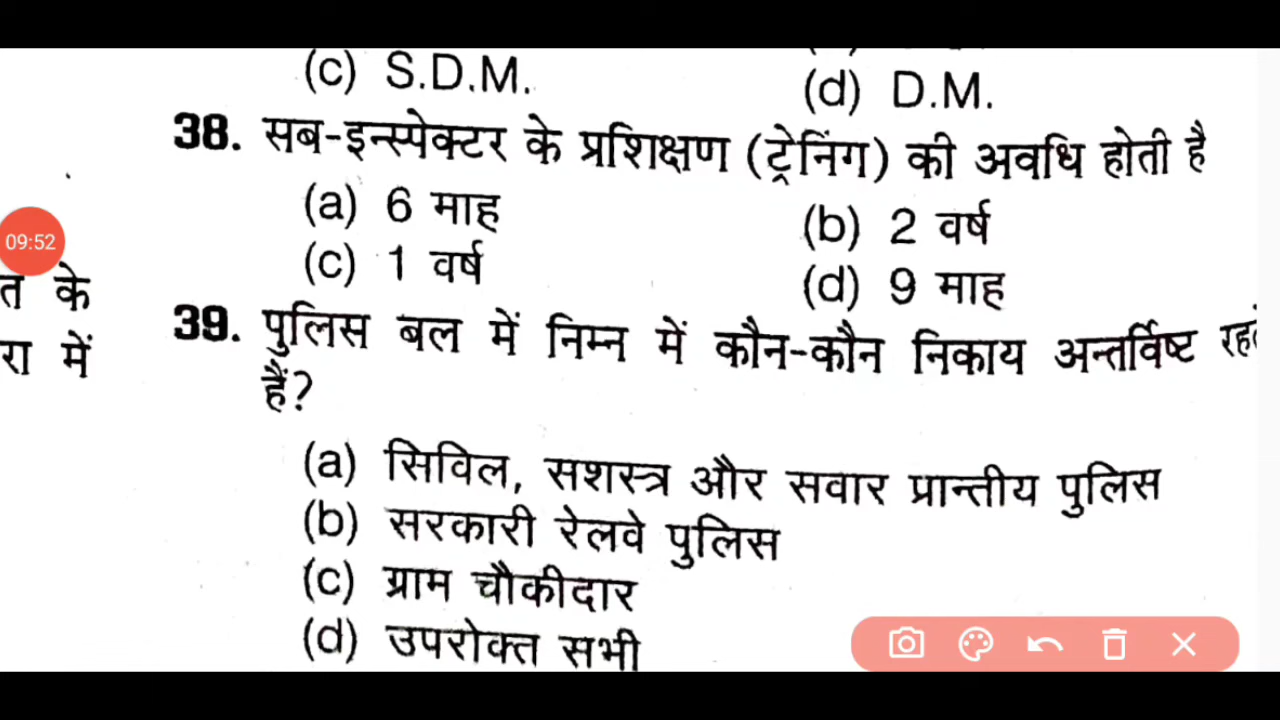 (c) S.D.M.
(d) D.M.
38. सब-इन्स्पेक्टर के प्रशिक्षण (ट्रेनिंग) की अवधि होती है
(a) 6 माह
(b) 2 वर्ष
(c) 1 वर्ष
(d) 9 माह
09:52
त के
रा में
39. पुलिस बल में निम्न में कौन-कौन निकाय अन्तर्विष्ट
हैं?
(a) सिविल, सशस्त्र और सवार प्रान्तीय पुलिस
(b) सरकारी रेलवे पुलिस
(c) ग्राम चौकीदार
(d) उपरोक्त सभी